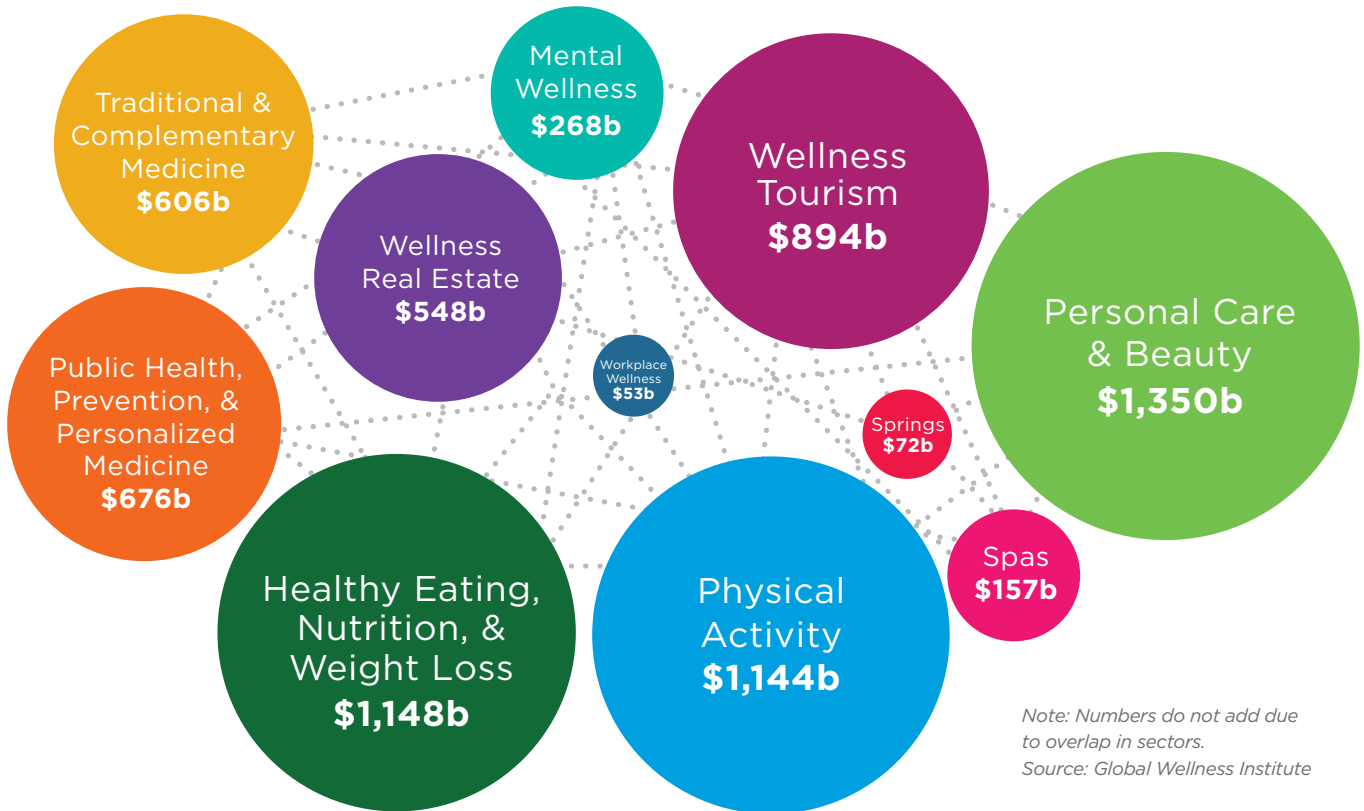 Traditional &
Complementary
Medicine
$606b
Mental
Wellness
$268b
Wellness
Tourism
$894b
Wellness
Real Estate
$548b
Personal Care
& Beauty
$1,350b
Public Health,
Prevention, &
Personalized
Medicine
$676b
Workplace
Wellness
$53b
Springs
$72b
Healthy Eating,
Nutrition, &
Weight Loss
$1,148b
Physical
Activity
$1,144b
Spas
$157b
Note: Numbers do not add due
to overlap in sectors.
Source: Global Wellness Institute